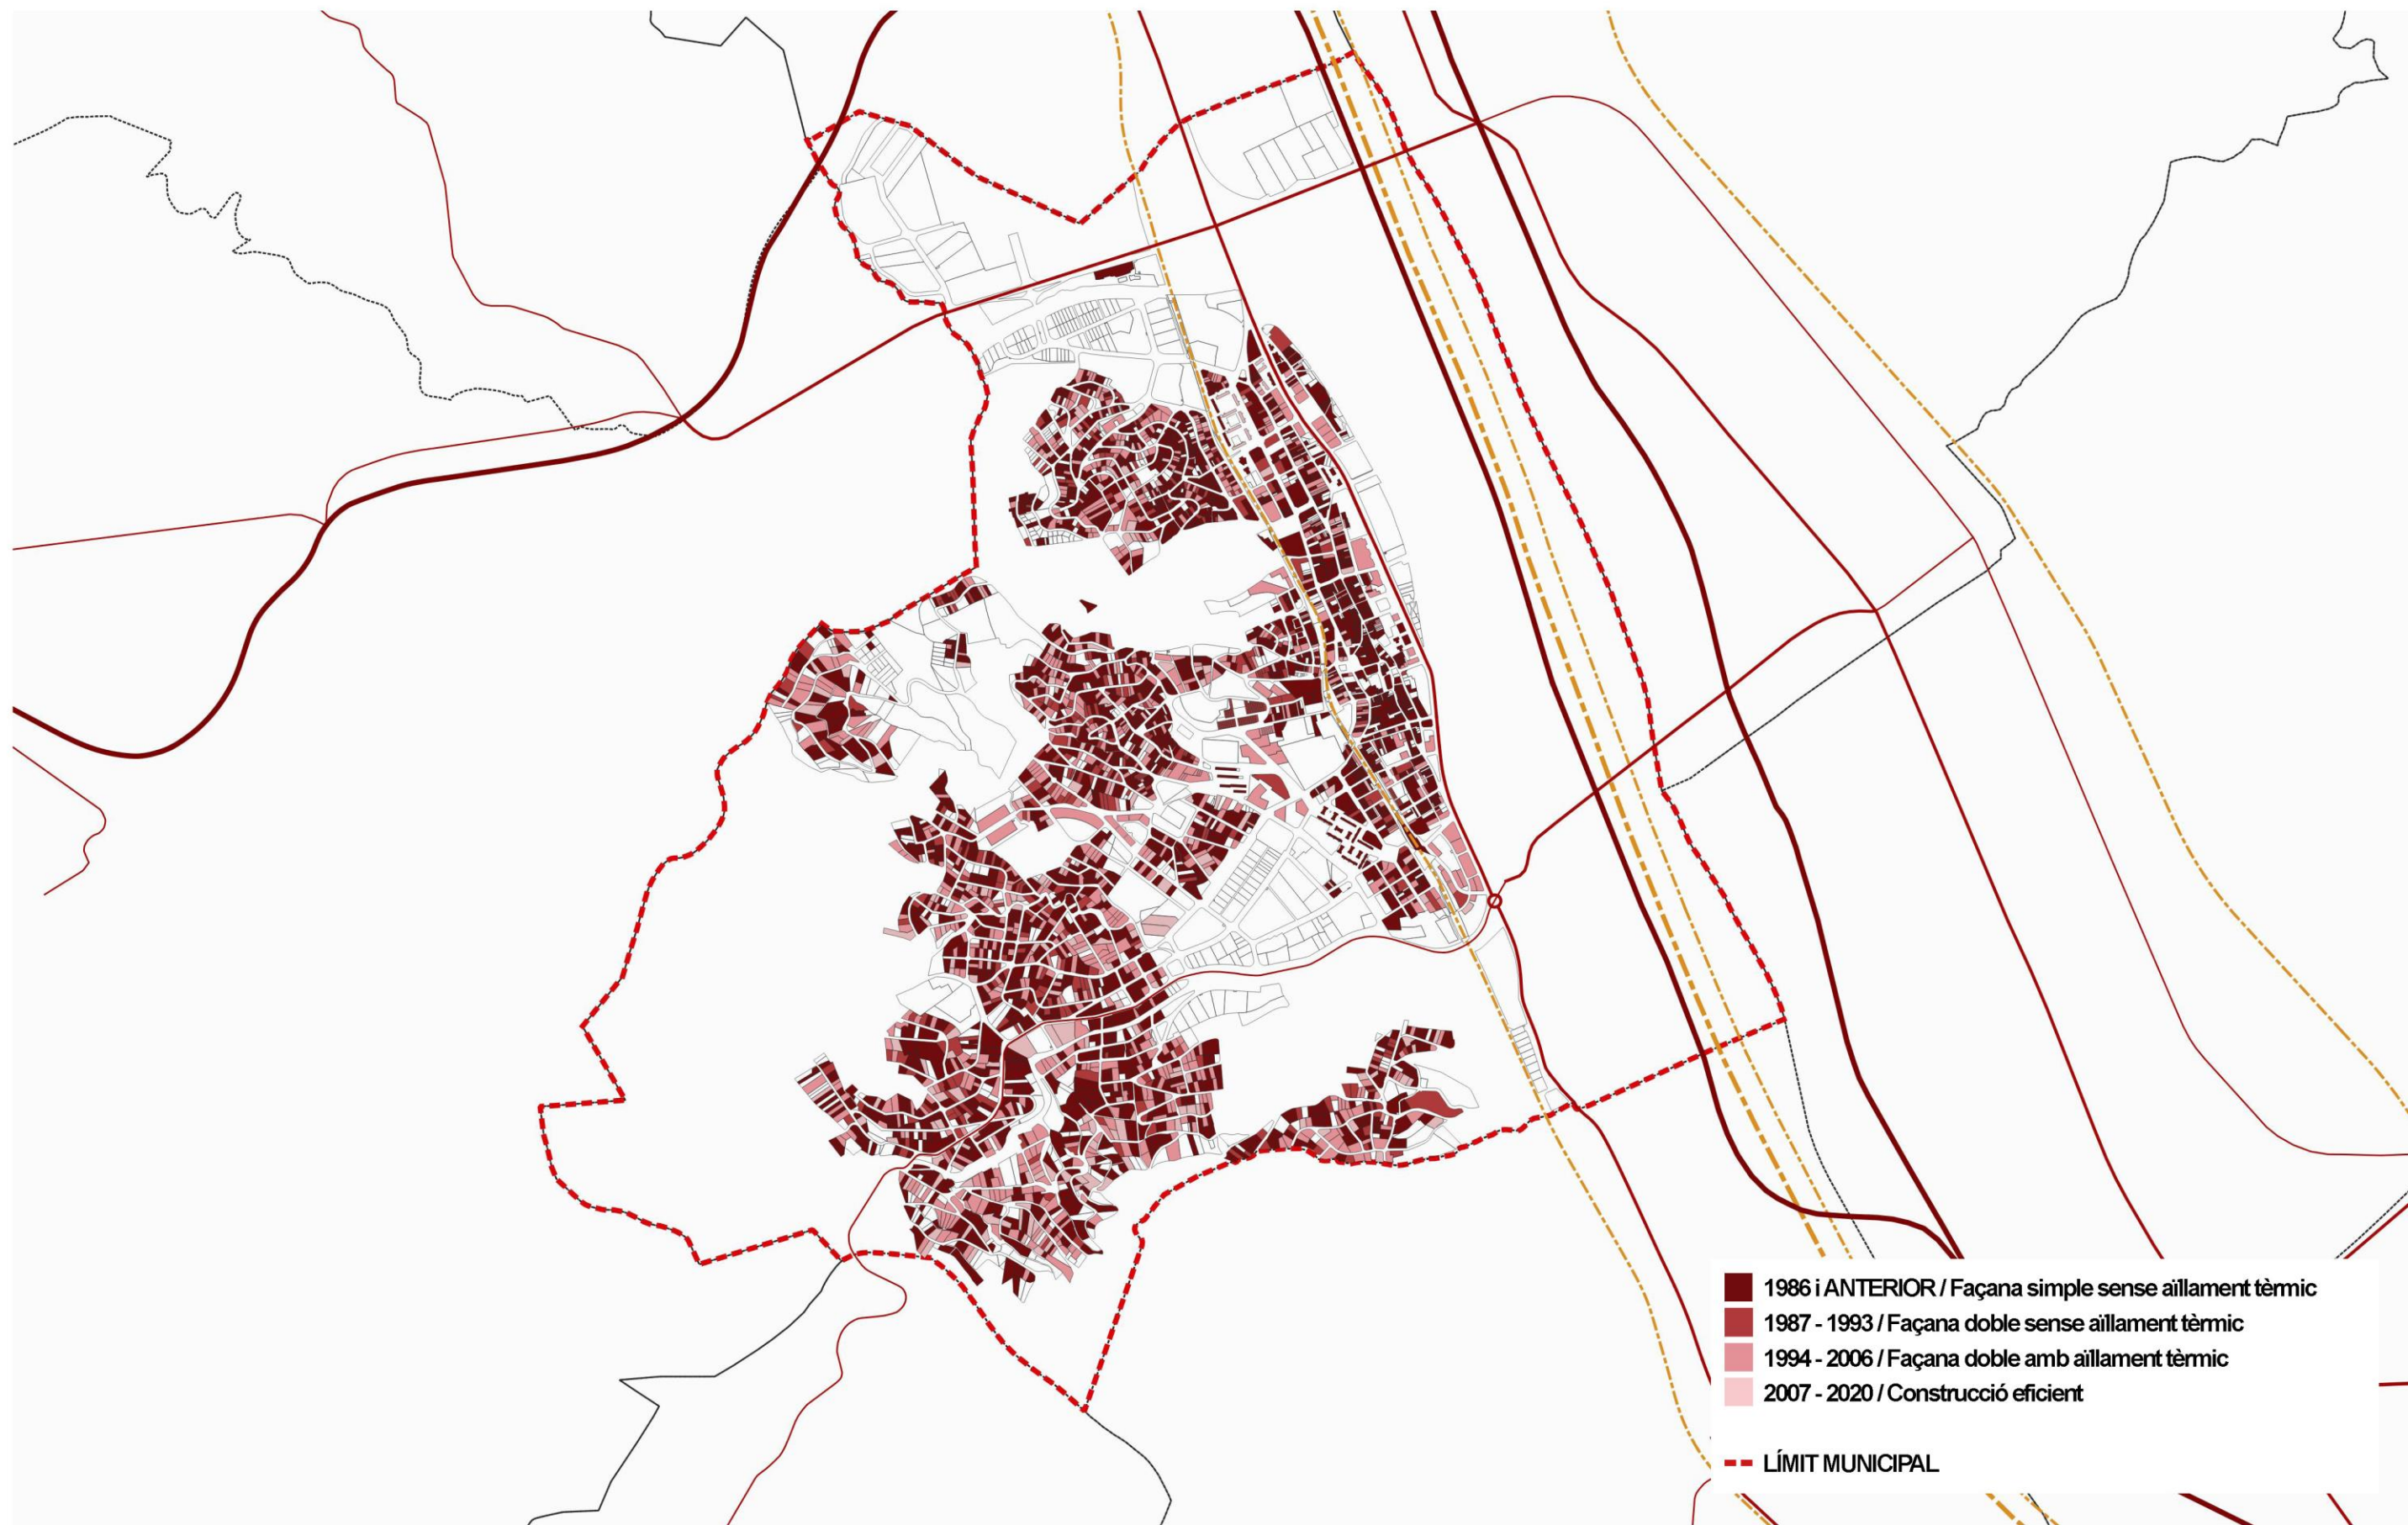 1986 i ANTERIOR / Façana simple sense aïllament tèrmic
1987 - 1993 / Façana doble sense aïllament tèrmic
1994 - 2006 / Façana doble amb aïllament tèrmic
2007 - 2020 / Construcció eficient
LÍMIT MUNICIPAL